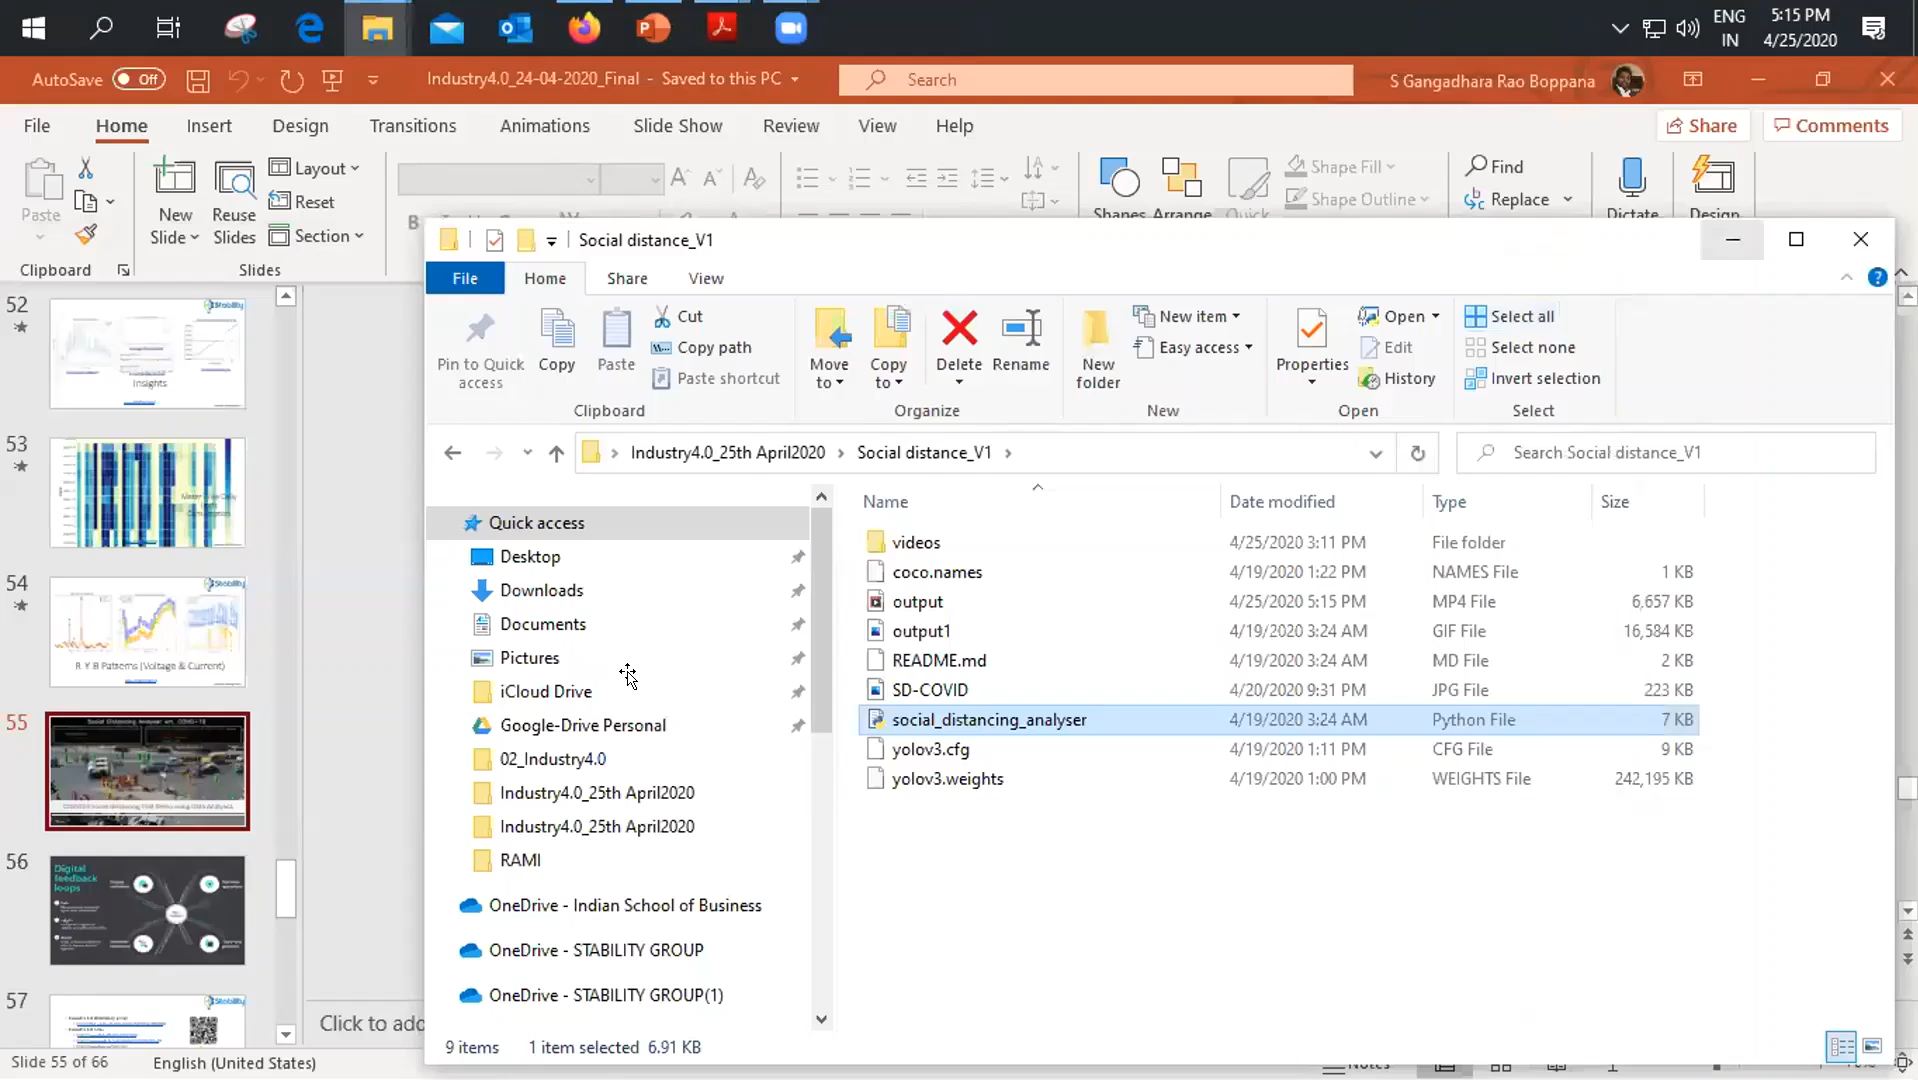 ENG
IN
5:15 PM
4/25/2020
AutoSave Off
Industry4.0_24-04-2020_Final - Saved to this PC
Search
S Gangadhara Rao Boppana
File Home Insert Design Transitions Animations Slide Show Review View Help
Share Comments
Paste
New Slide
Reuse Slides
Layout
Reset
Section
Shapes Arrange Quick
Shape Fill
Shape Outline
Find
Replace
Dictate
Design
Clipboard
Slides
Social distance_V1
File Home Share View
Pin to Quick access
Copy
Paste
Cut
Copy path
Paste shortcut
Move to
Copy to
Delete
Rename
New folder
New item
Easy access
Properties
Open
Edit
History
Select all
Select none
Invert selection
Clipboard Organize New Open Select
Industry4.0_25th April2020 Social distance_V1
Search Social distance_V1
Name Date modified Type Size
videos 4/25/2020 3:11 PM File folder
coco.names 4/19/2020 1:22 PM NAMES File 1 KB
output 4/25/2020 5:15 PM MP4 File 6,657 KB
output1 4/19/2020 3:24 AM GIF File 16,584 KB
README.md 4/19/2020 3:24 AM MD File 2 KB
SD-COVID 4/20/2020 9:31 PM JPG File 223 KB
social_distancing_analyser 4/19/2020 3:24 AM Python File 7 KB
yolov3.cfg 4/19/2020 1:11 PM CFG File 9 KB
yolov3.weights 4/19/2020 1:00 PM WEIGHTS File 242,195 KB
Quick access
Desktop
Downloads
Documents
Pictures
iCloud Drive
Google-Drive Personal
02_Industry4.0
Industry4.0_25th April2020
Industry4.0_25th April2020
RAMI
OneDrive - Indian School of Business
OneDrive - STABILITY GROUP
OneDrive - STABILITY GROUP(1)
9 items 1 item selected 6.91 KB
52
Insights
53
54
R Y B Patterns (Voltage & Current)
55
56
Digital
feedback
loops
57
Click to add
Slide 55 of 66 English (United States)
Notes